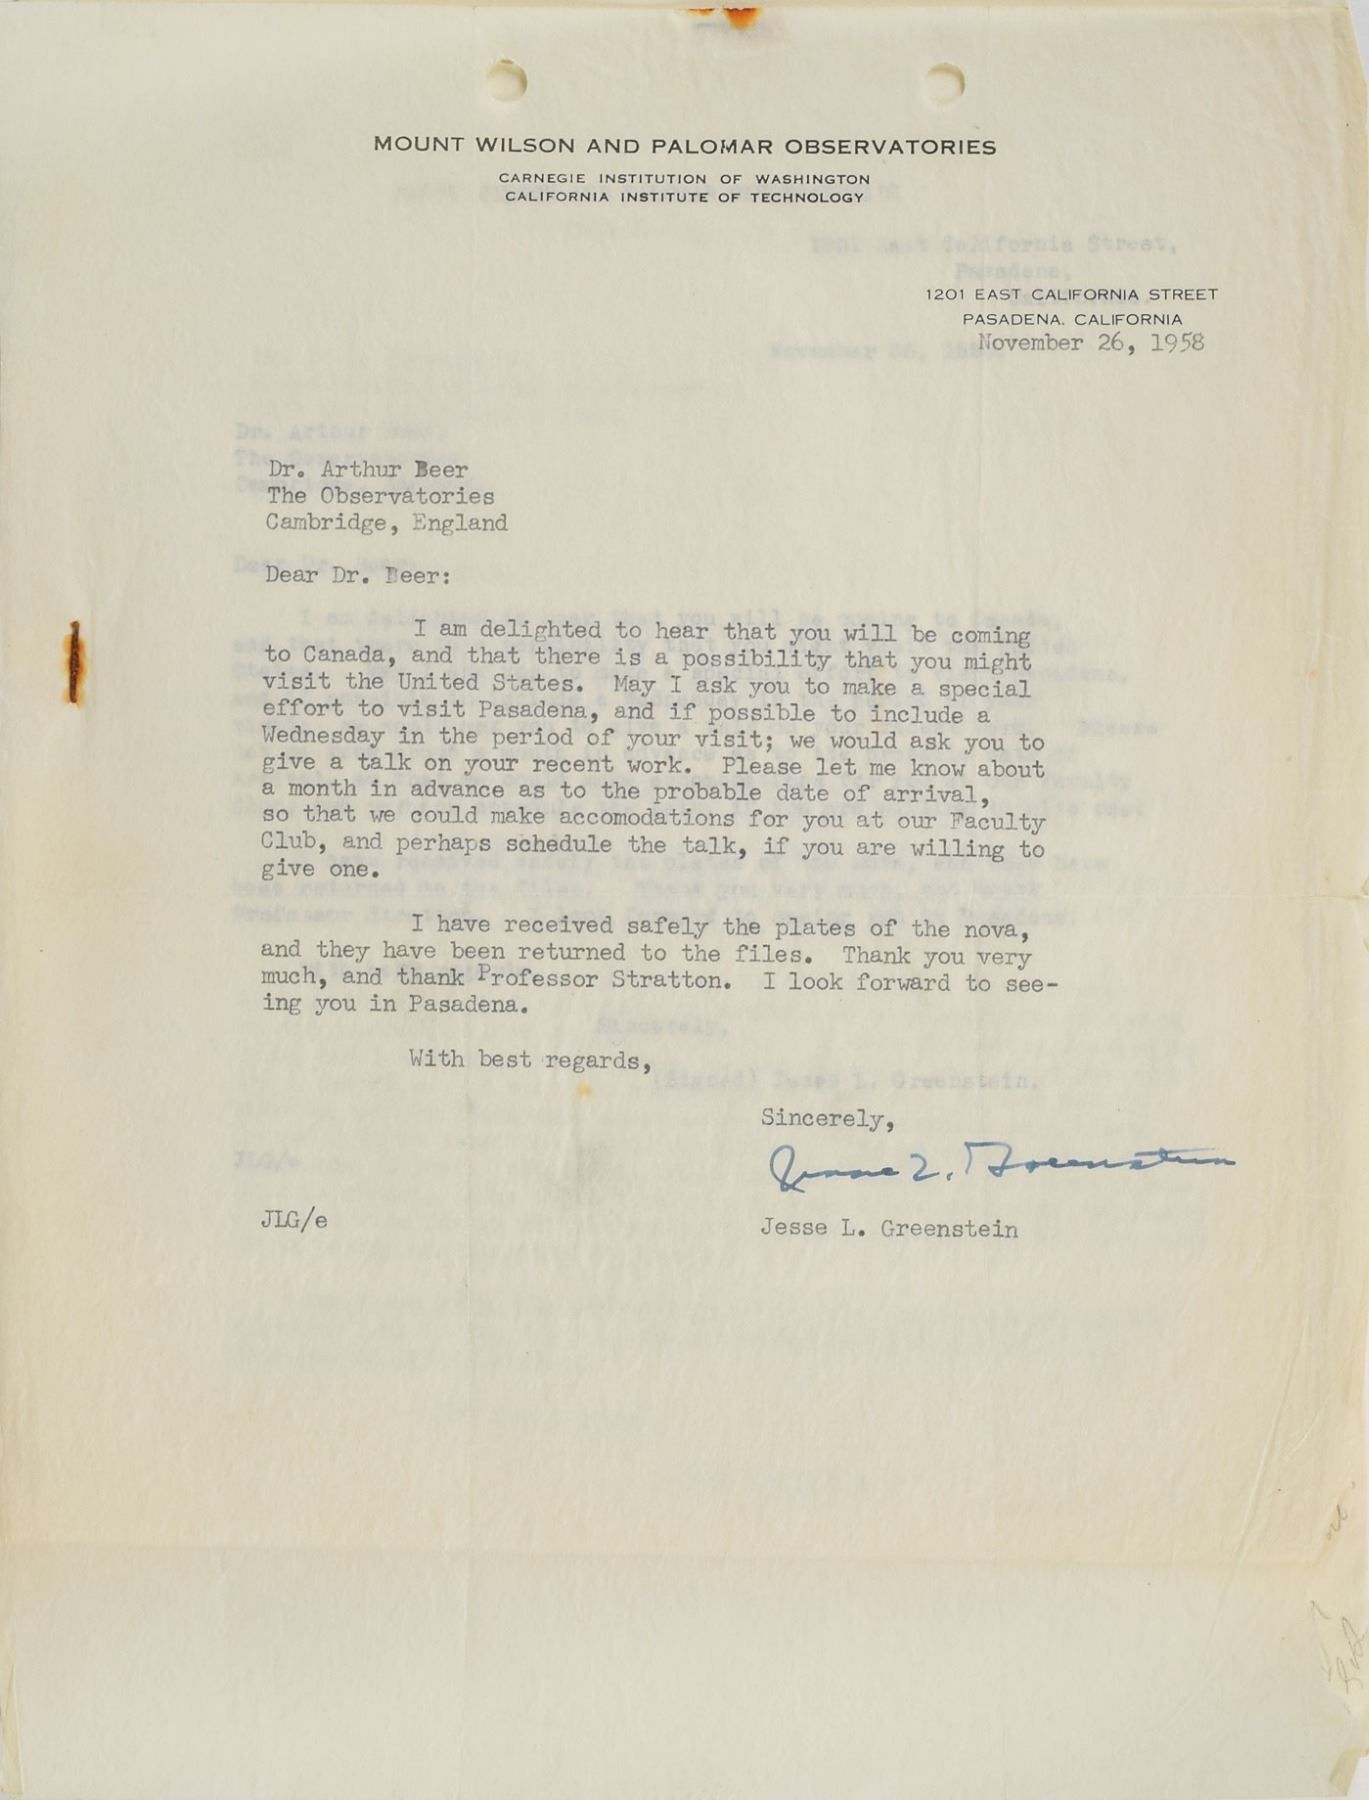 MOUNT WILSON AND PALOMAR OBSERVATORIES
CARNEGIE INSTITUTION OF WASHINGTON
CALIFORNIA INSTITUTE OF TECHNOLOGY
1201 EAST CALIFORNIA STREET
PASADENA, CALIFORNIA
November 26, 1958
Dr. Arthur Beer
The Observatories
Cambridge, England
Dear Dr. Beer:
I am delighted to hear that you will be coming
to Canada, and that there is a possibility that you might
visit the United States. May I ask you to make a special
effort to visit Pasadena, and if possible to include a
Wednesday in the period of your visit; we would ask you to
give a talk on your recent work. Please let me know about
a month in advance as to the probable date of arrival,
so that we could make accomodations for you at our Faculty
Club, and perhaps schedule the talk, if you are willing to
give one.
I have received safely the plates of the nova,
and they have been returned to the files. Thank you very
much, and thank Professor Stratton. I look forward to see-
ing you in Pasadena.
With best regards,
Sincerely,
Jesse L. Greenstein
JLG/e
Jesse L. Greenstein